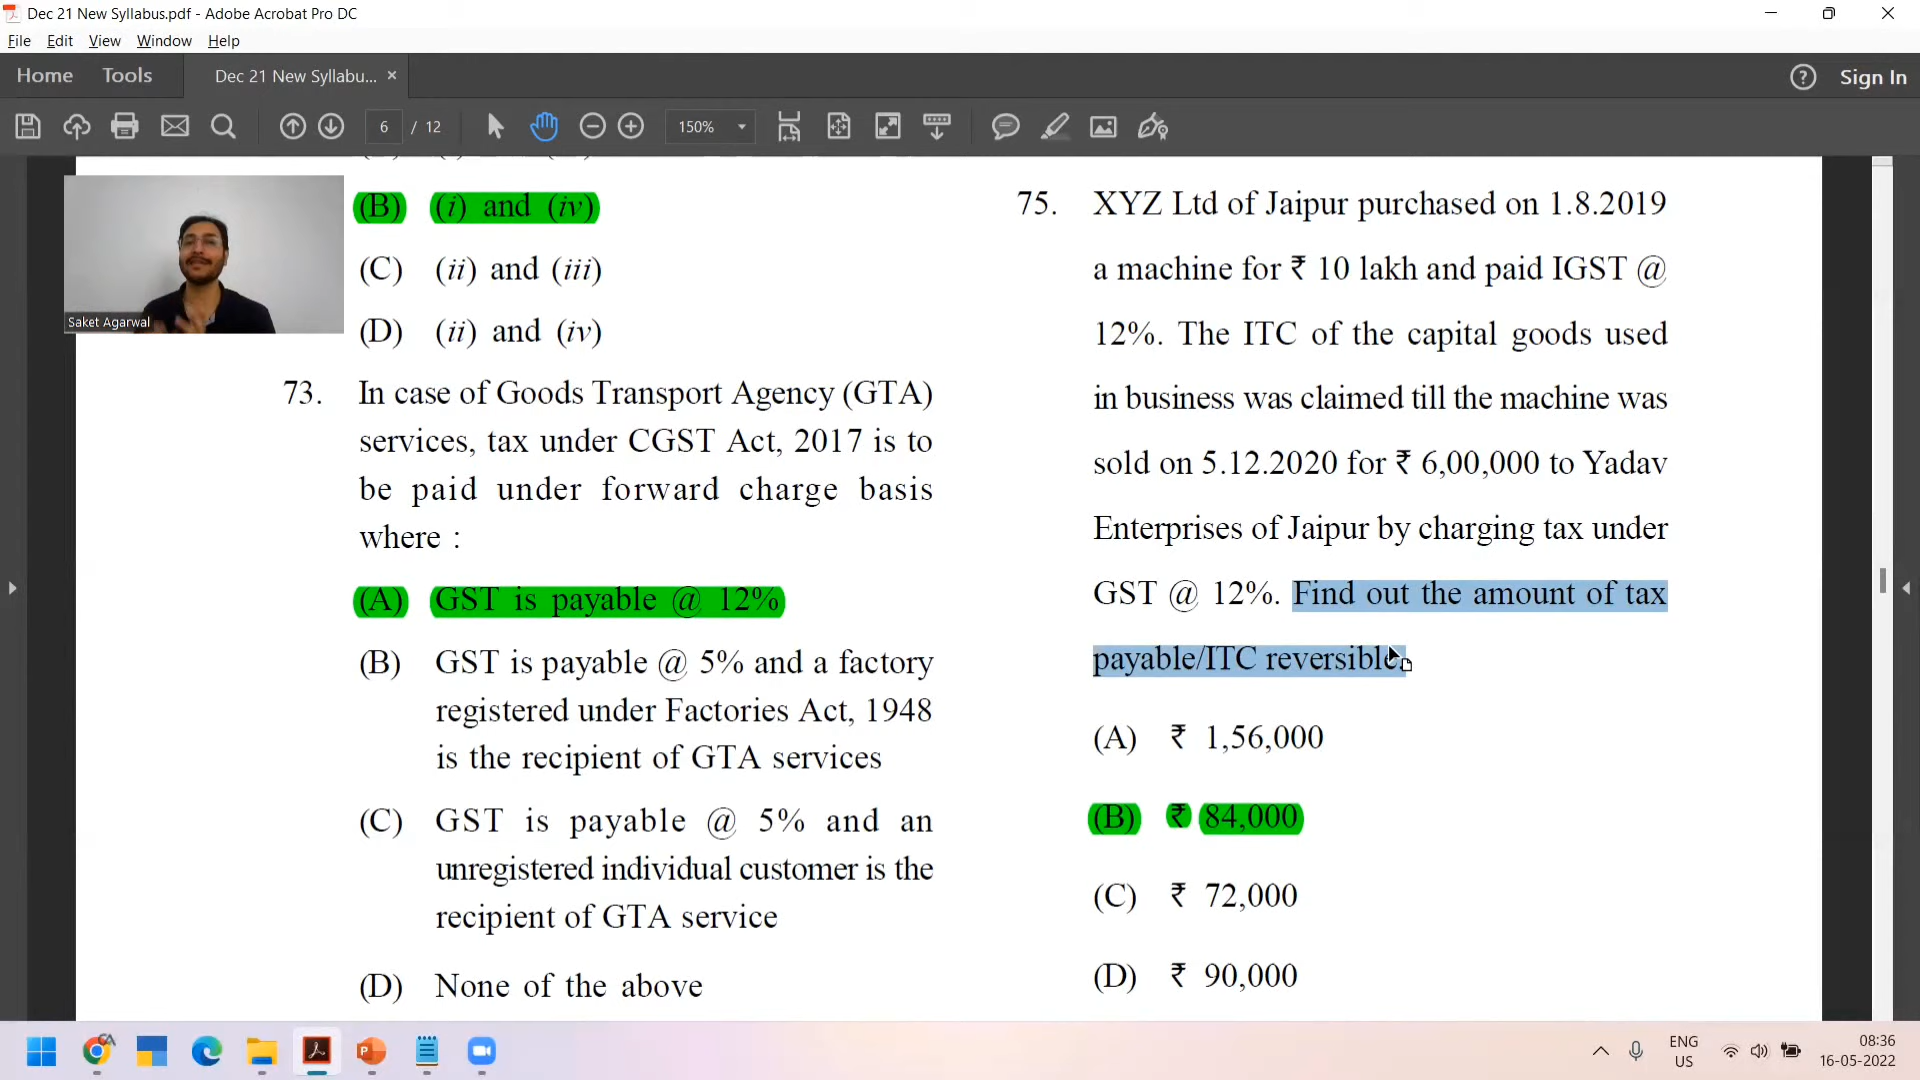 Dec 21 New Syllabus.pdf - Adobe Acrobat Pro DC
File Edit View Window Help
Home Tools Dec 21 New Syllabu... × ? Sign In
6 / 12 150%
Saket Agarwal
(B) (i) and (iv)
(C) (ii) and (iii)
(D) (ii) and (iv)
73. In case of Goods Transport Agency (GTA)
services, tax under CGST Act, 2017 is to
be paid under forward charge basis
where :
(A) GST is payable @ 12%
(B) GST is payable @ 5% and a factory
registered under Factories Act, 1948
is the recipient of GTA services
(C) GST is payable @ 5% and an
unregistered individual customer is the
recipient of GTA service
(D) None of the above
75. XYZ Ltd of Jaipur purchased on 1.8.2019
a machine for ₹ 10 lakh and paid IGST @
12%. The ITC of the capital goods used
in business was claimed till the machine was
sold on 5.12.2020 for ₹ 6,00,000 to Yadav
Enterprises of Jaipur by charging tax under
GST @ 12%. Find out the amount of tax
payable/ITC reversible.
(A) ₹ 1,56,000
(B) ₹ 84,000
(C) ₹ 72,000
(D) ₹ 90,000
ENG
US
08:36
16-05-2022